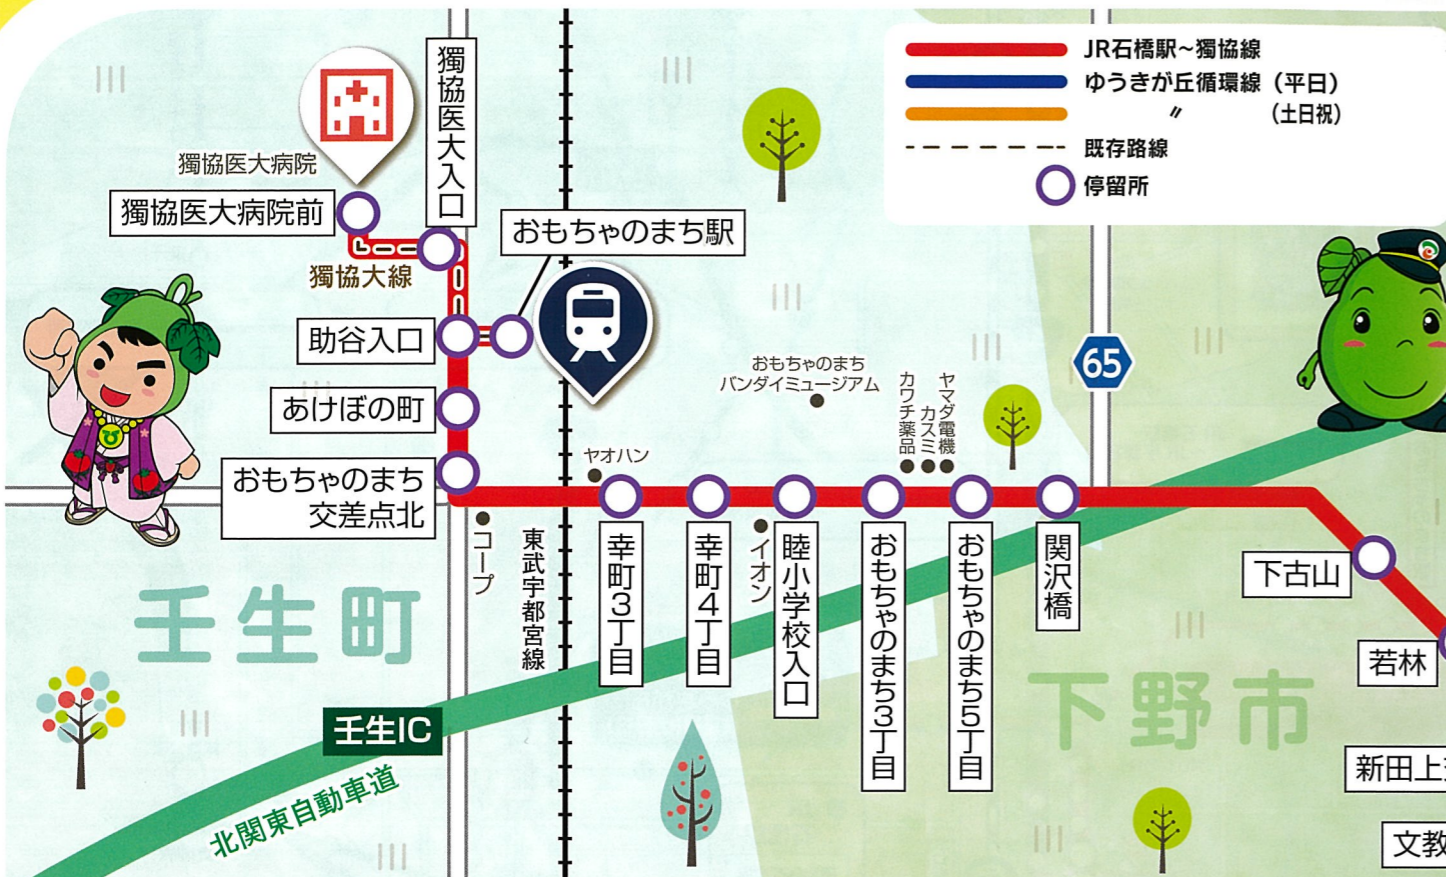 JR石橋駅～獨協線
ゆうきが丘循環線（平日）
〃　（土日祝）
既存路線
停留所
獨協医大入口
獨協医大病院
獨協医大病院前
おもちゃのまち駅
獨協大線
助谷入口
あけぼの町
おもちゃのまち
交差点北
おもちゃのまち
バンダイミュージアム
カワチ薬品
カスミ
ヤマダ電機
65
ヤオハン
コープ
東武宇都宮線
幸町3丁目
幸町4丁目
イオン
睦小学校入口
おもちゃのまち3丁目
おもちゃのまち5丁目
関沢橋
下古山
若林
新田上
文教
壬生町
下野市
壬生IC
北関東自動車道